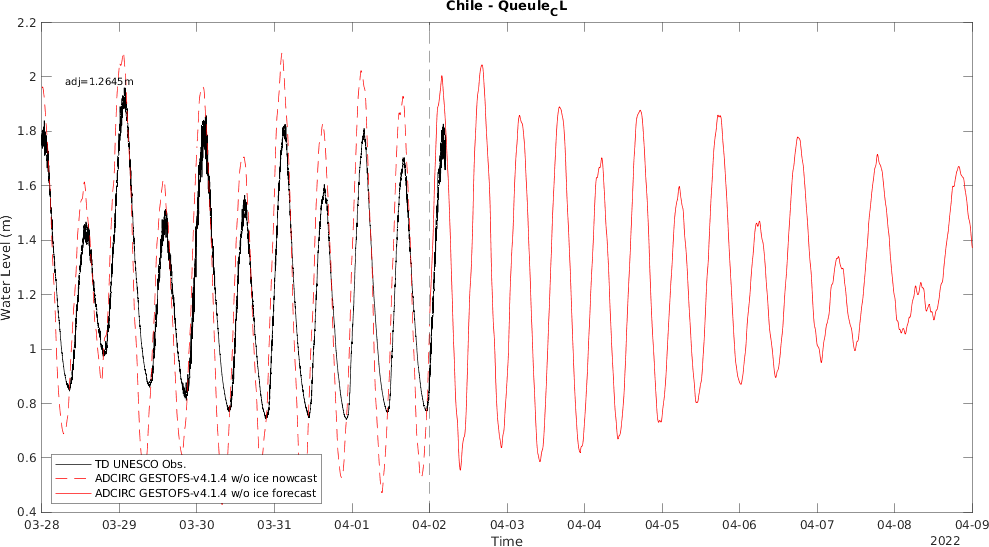 Chile - Queule_CL
2.2
2
1.8
1.6
1.4
1.2
1
0.8
0.6
0.4
Water Level (m)
adj=1.2645m
TD UNESCO Obs.
ADCIRC GESTOFS-v4.1.4 w/o ice nowcast
ADCIRC GESTOFS-v4.1.4 w/o ice forecast
03-28 03-29 03-30 03-31 04-01 04-02 04-03 04-04 04-05 04-06 04-07 04-08 04-09
Time
2022